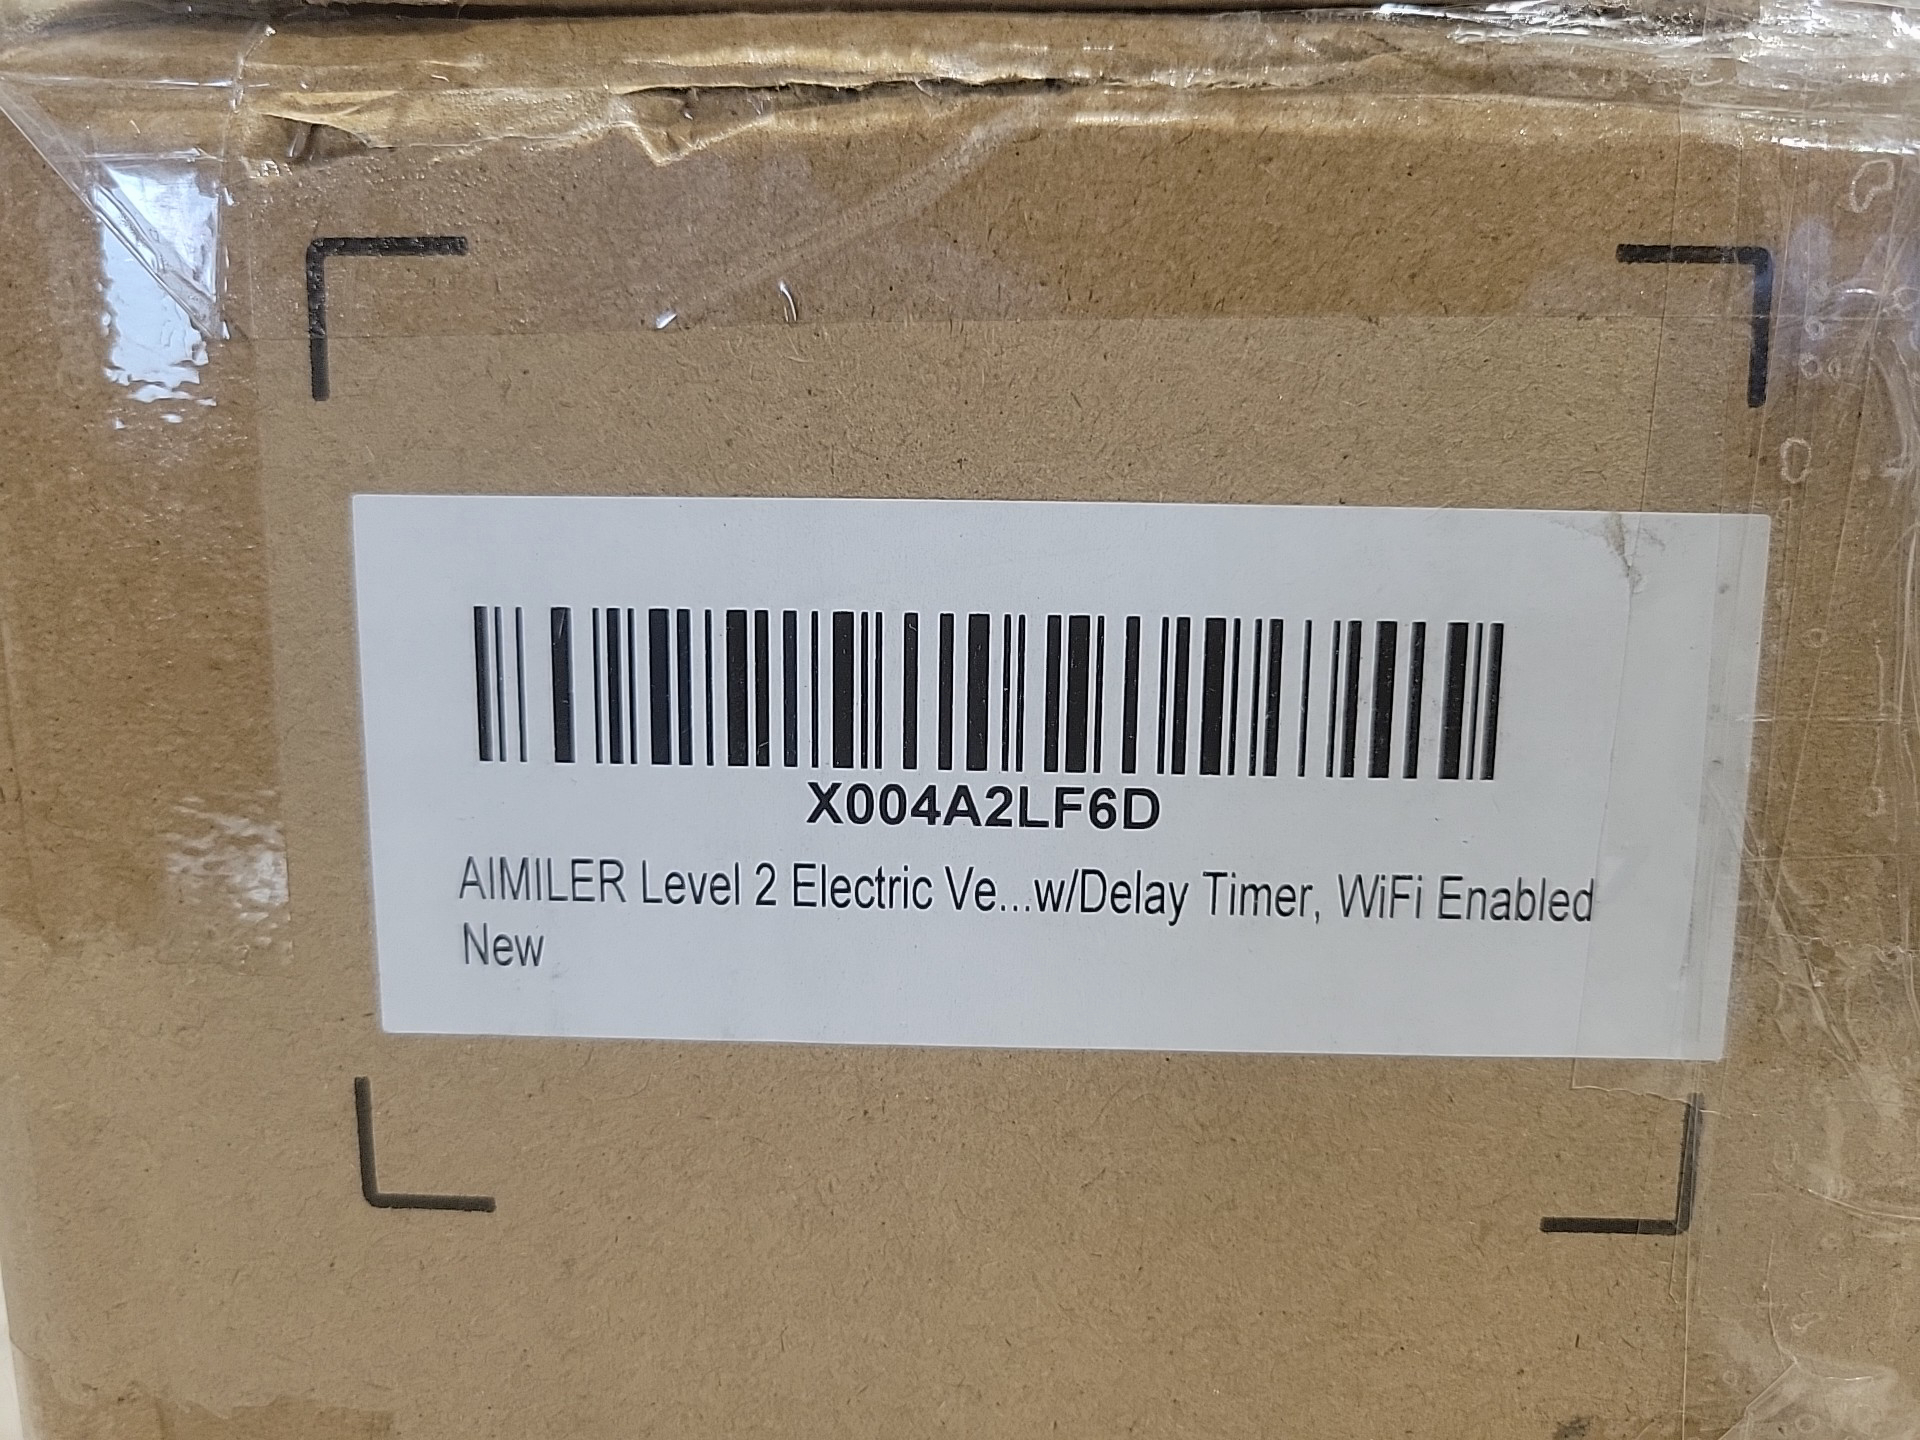 X004A2LF6D
AIMILER Level 2 Electric Ve...w/Delay Timer, WiFi Enabled
New